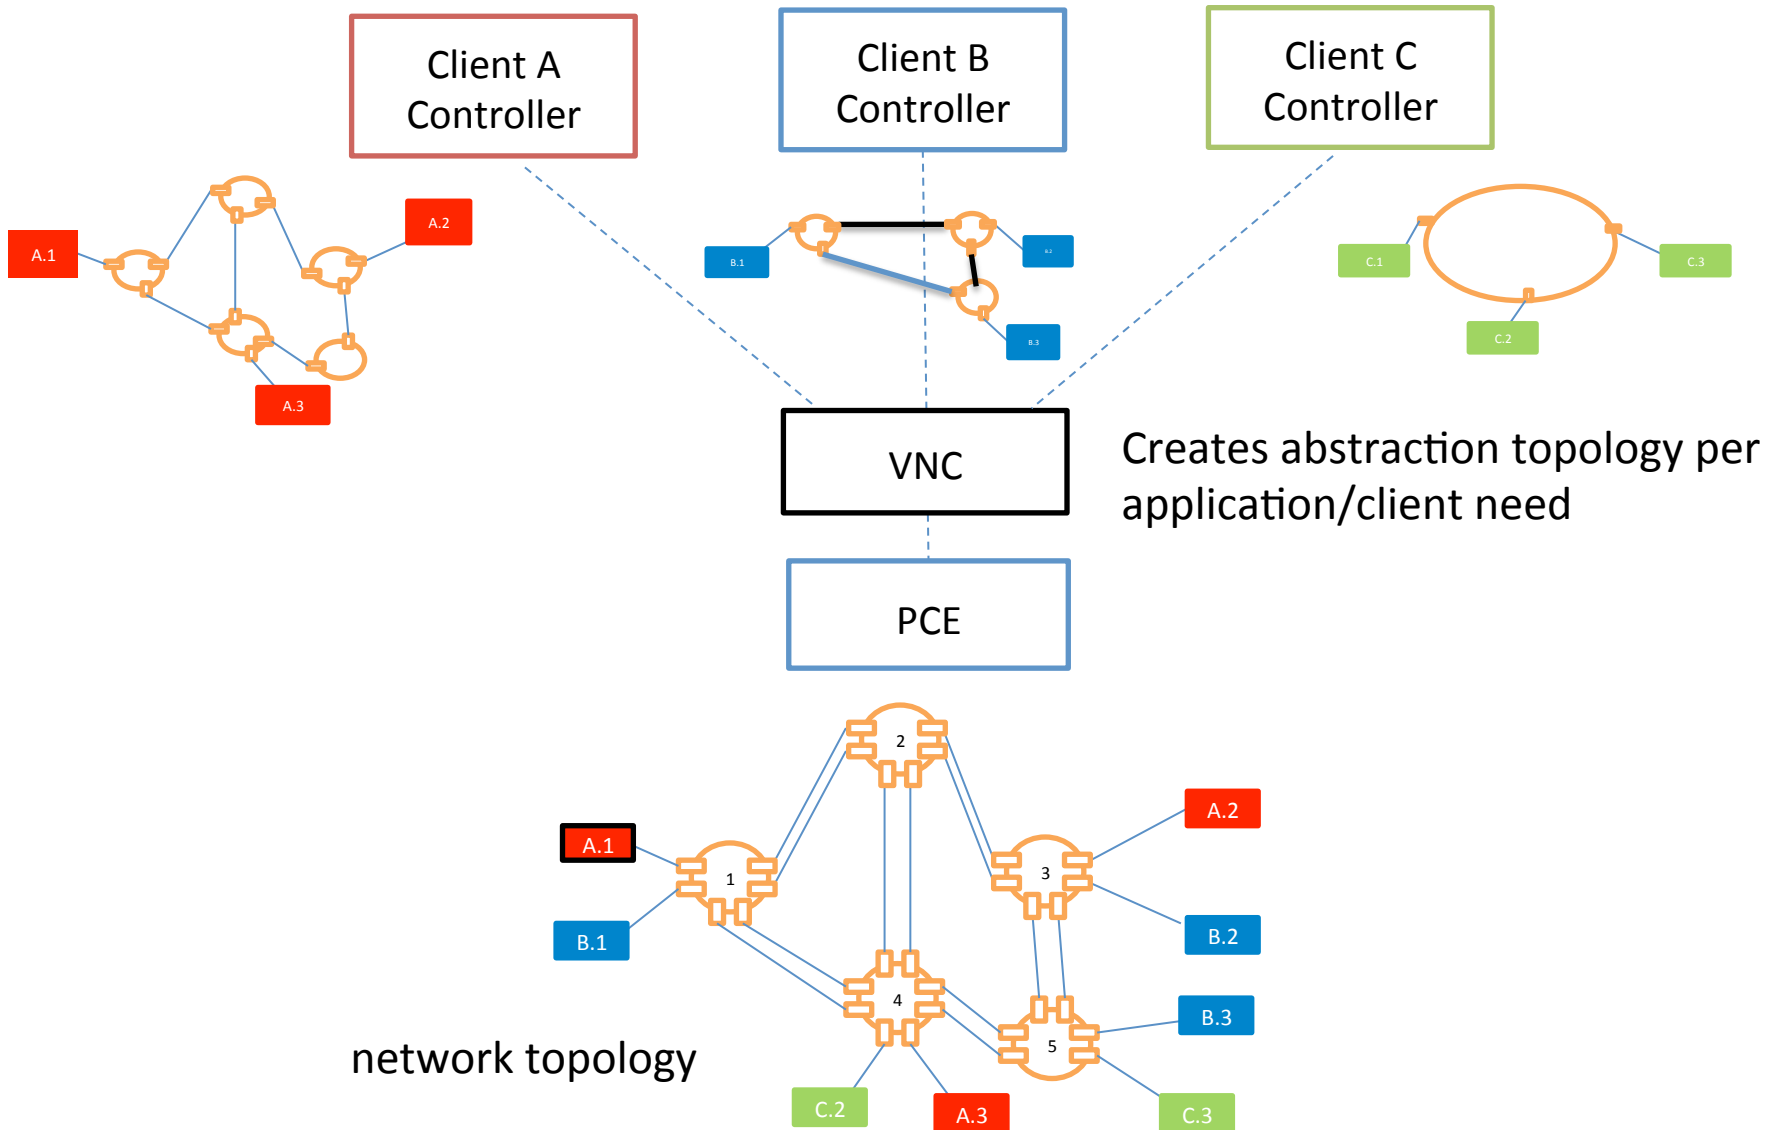 Client A
Controller
Client B
Controller
Client C
Controller
A.1
A.2
A.3
B.1
B.2
B.3
C.1
C.3
C.2
VNC
Creates abstraction topology per
application/client need
PCE
2
A.2
A.1
1
3
B.1
B.2
4
B.3
5
network topology
C.2
A.3
C.3